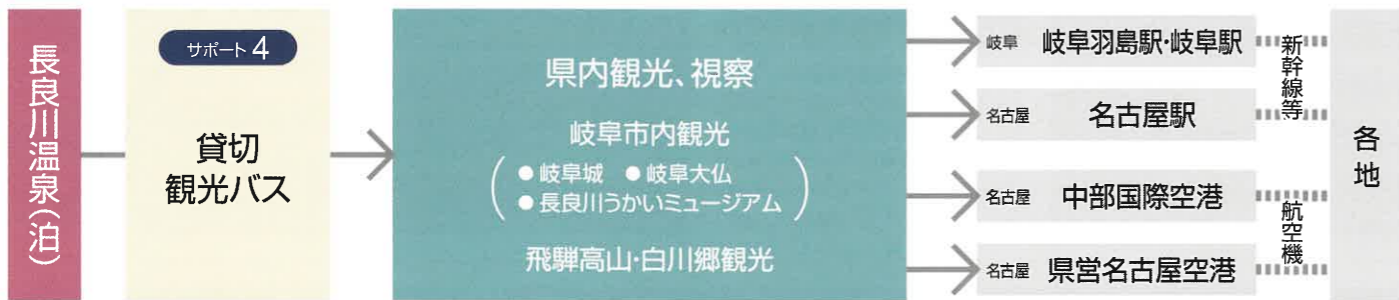 長良川温泉(泊)
サポート4
貸切
観光バス
県内観光、視察
岐阜市内観光
(●岐阜城 ●岐阜大仏
●長良川うかいミュージアム)
飛騨高山・白川郷観光
岐阜 岐阜羽島駅・岐阜駅
名古屋 名古屋駅
新幹線等
名古屋 中部国際空港
名古屋 県営名古屋空港
航空機
各地